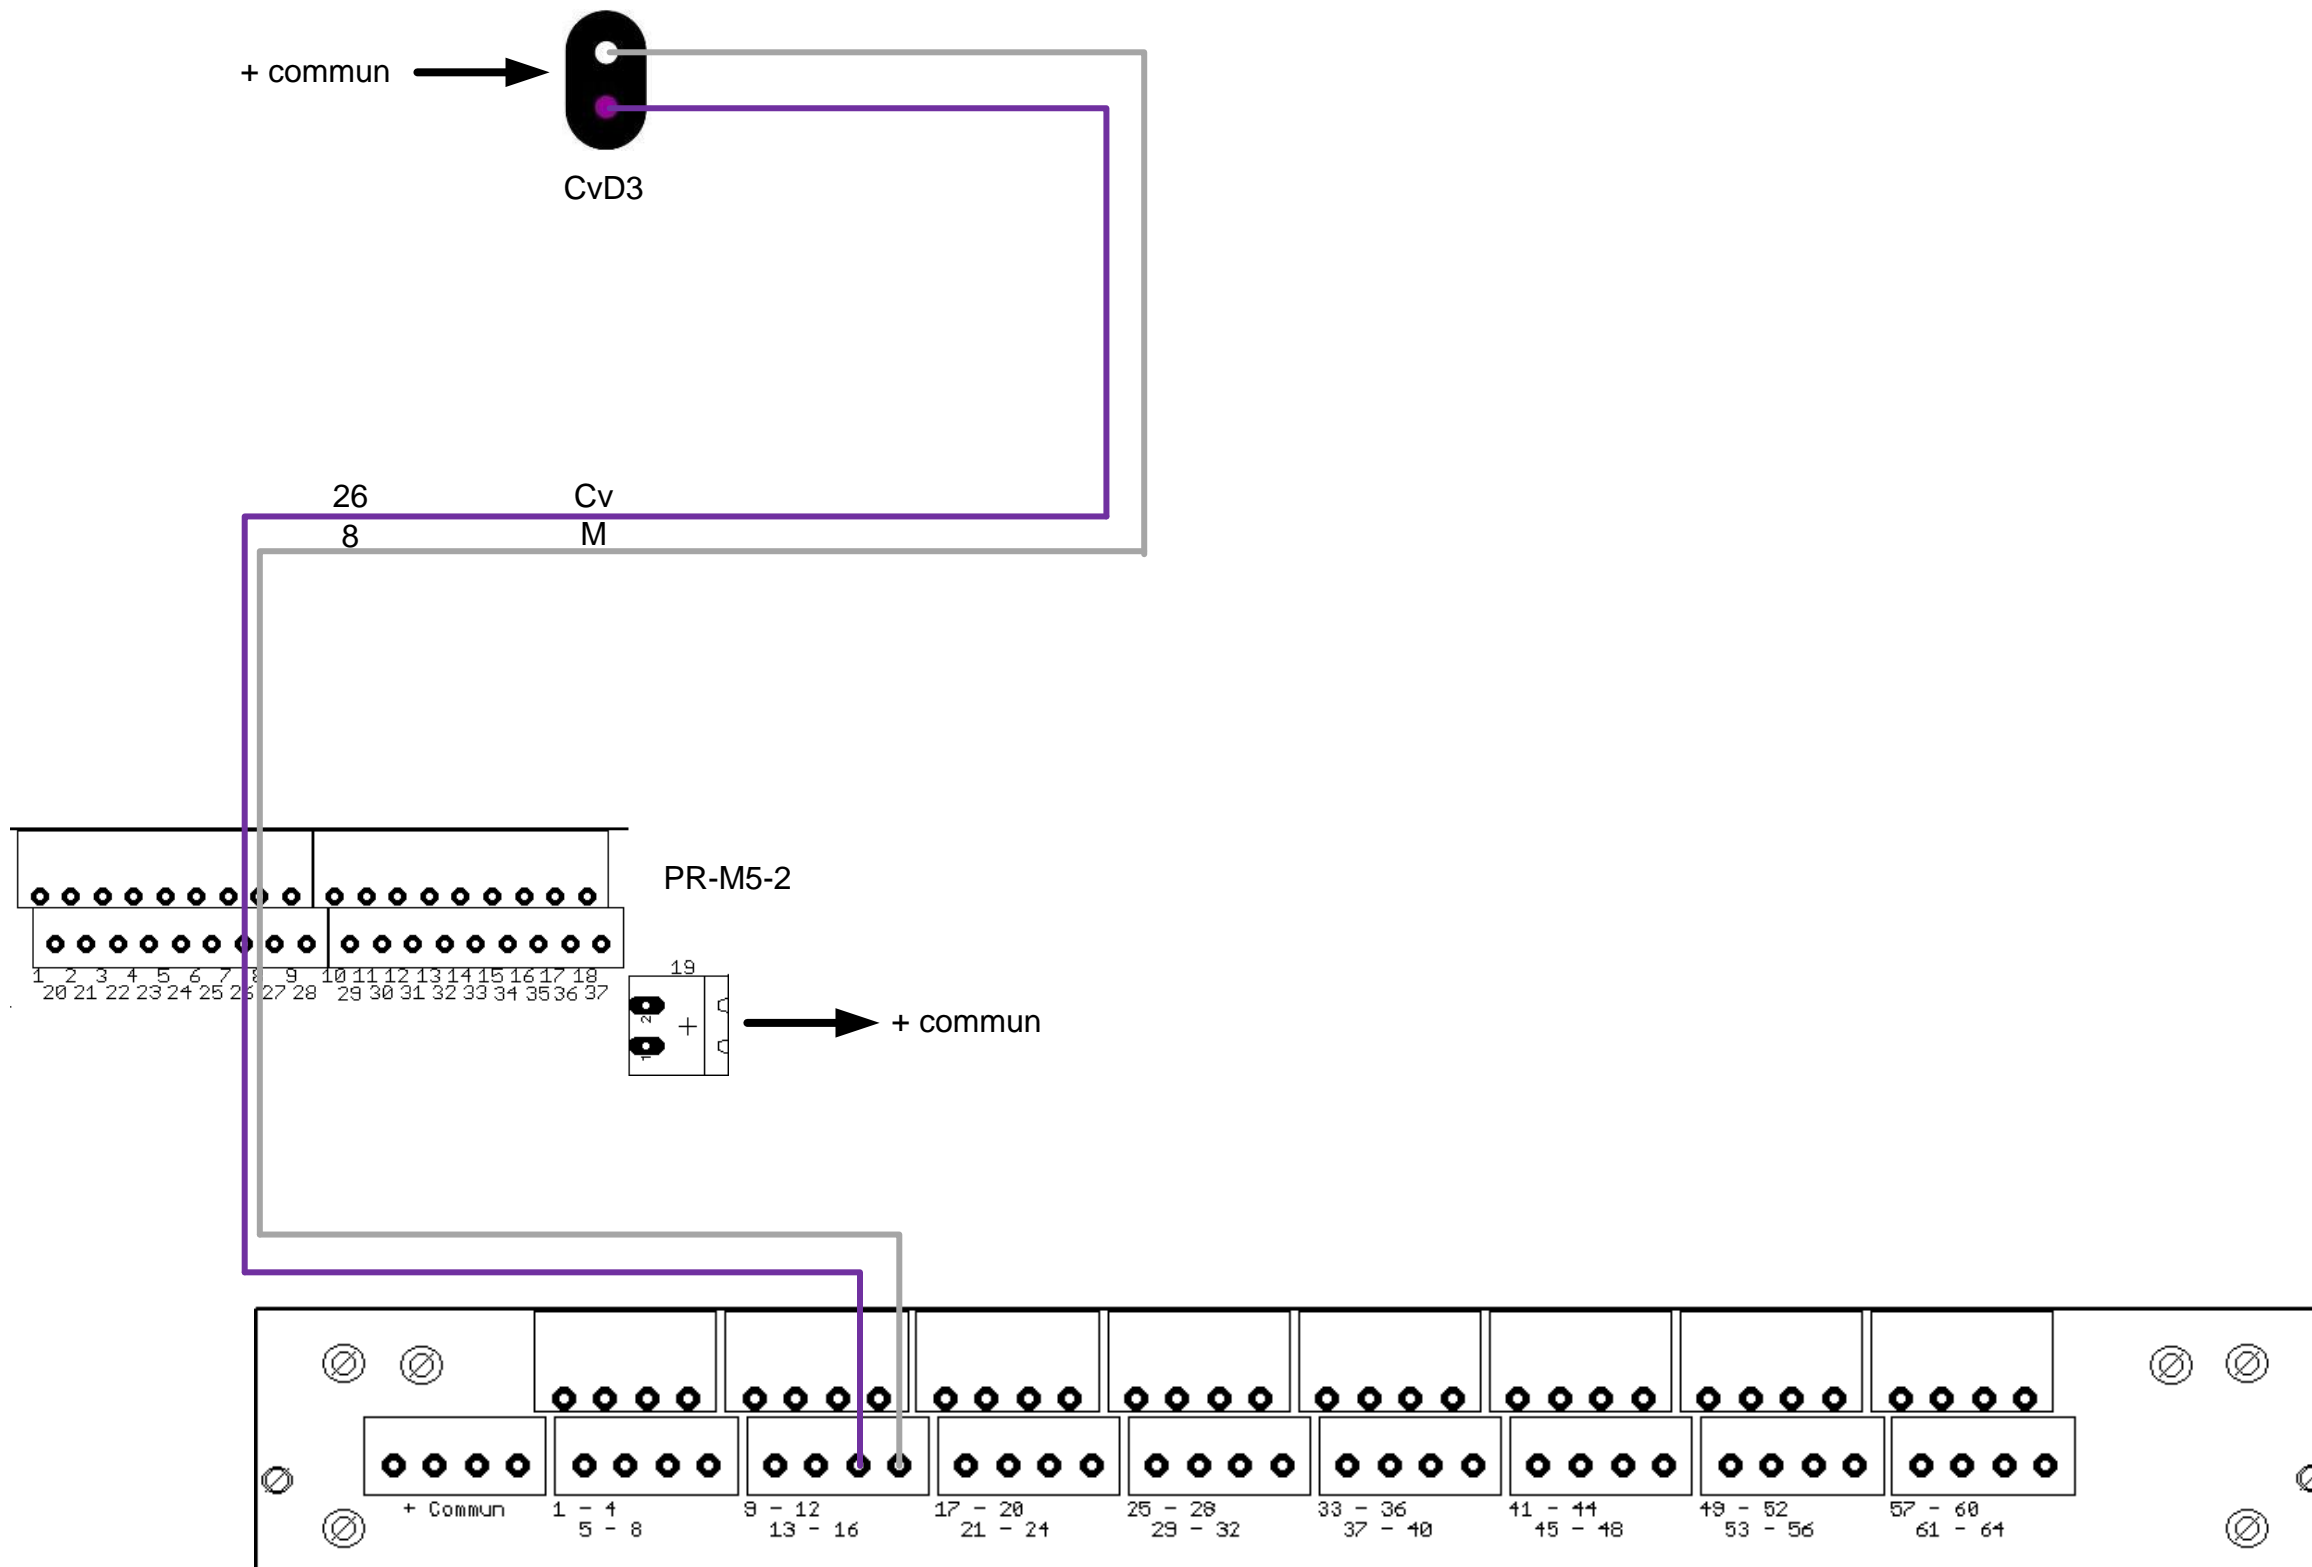 + commun
CvD3
26 Cv
8 M
PR-M5-2
1 2 3 4 5 6 7 8 9 10 11 12 13 14 15 16 17 18
20 21 22 23 24 25 26 27 28 29 30 31 32 33 34 35 36 37
19
2
+
1
+ commun
+ Commun 1 - 4 9 - 12 17 - 20 25 - 28 33 - 36 41 - 44 49 - 52 57 - 60
5 - 8 13 - 16 21 - 24 29 - 32 37 - 40 45 - 48 53 - 56 61 - 64